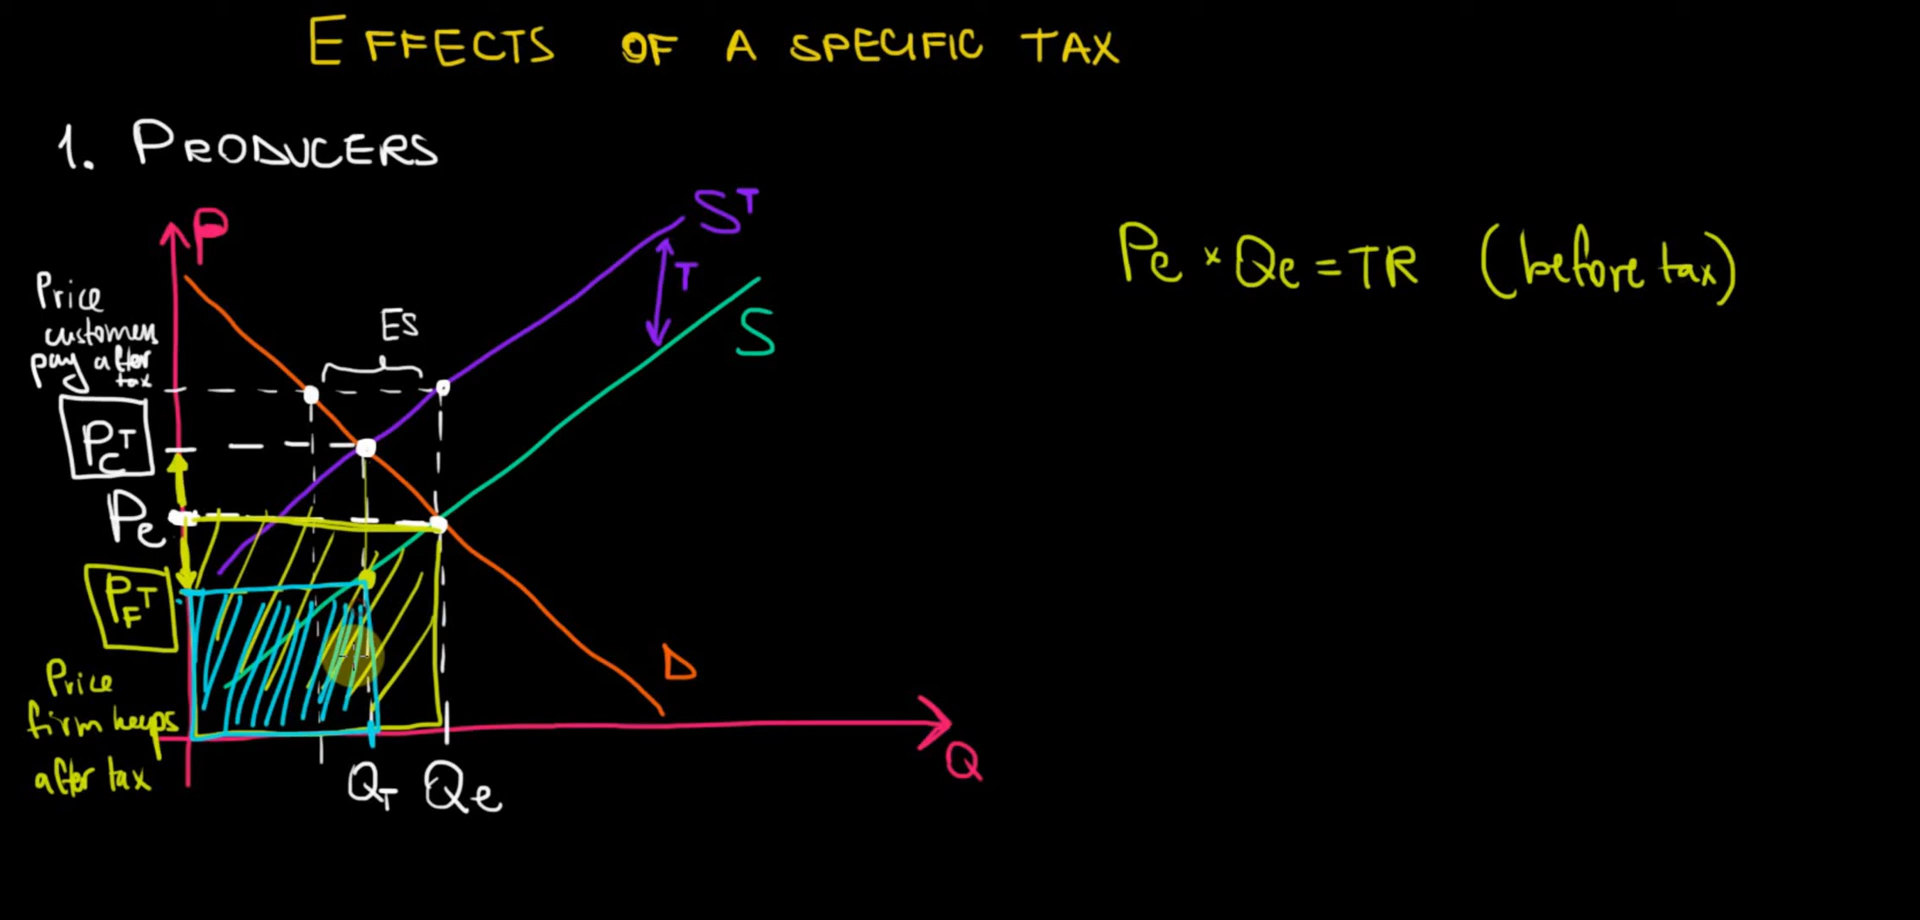 EFFECTS OF A SPECIFIC TAX
1. PRODUCERS
P
Price
customers
pay after
tax
ES
S^T
T
S
P_C^T
Pe
P_F^T
Price
firm keeps
after tax
D
Q_T Qe
Q
Pe × Qe = TR (before tax)